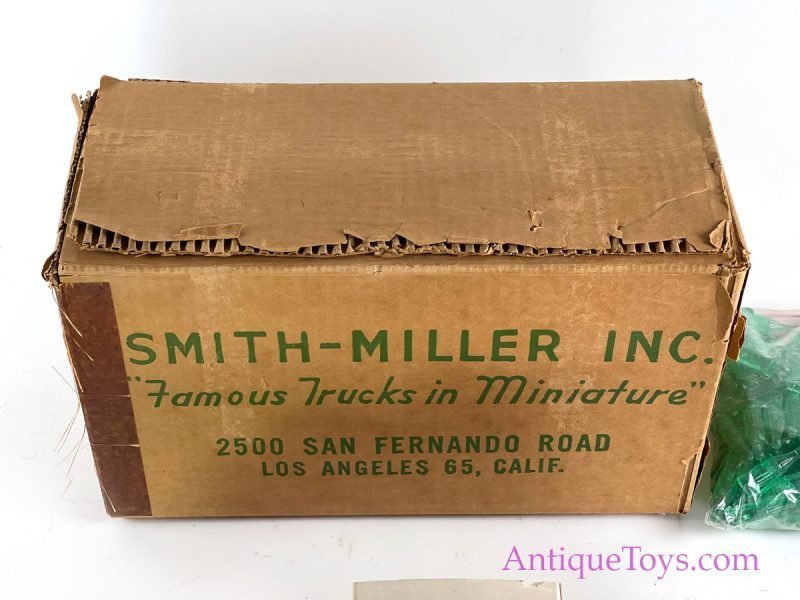 SMITH-MILLER INC.
"Famous Trucks in Miniature"
2500 SAN FERNANDO ROAD
LOS ANGELES 65, CALIF.
AntiqueToys.com